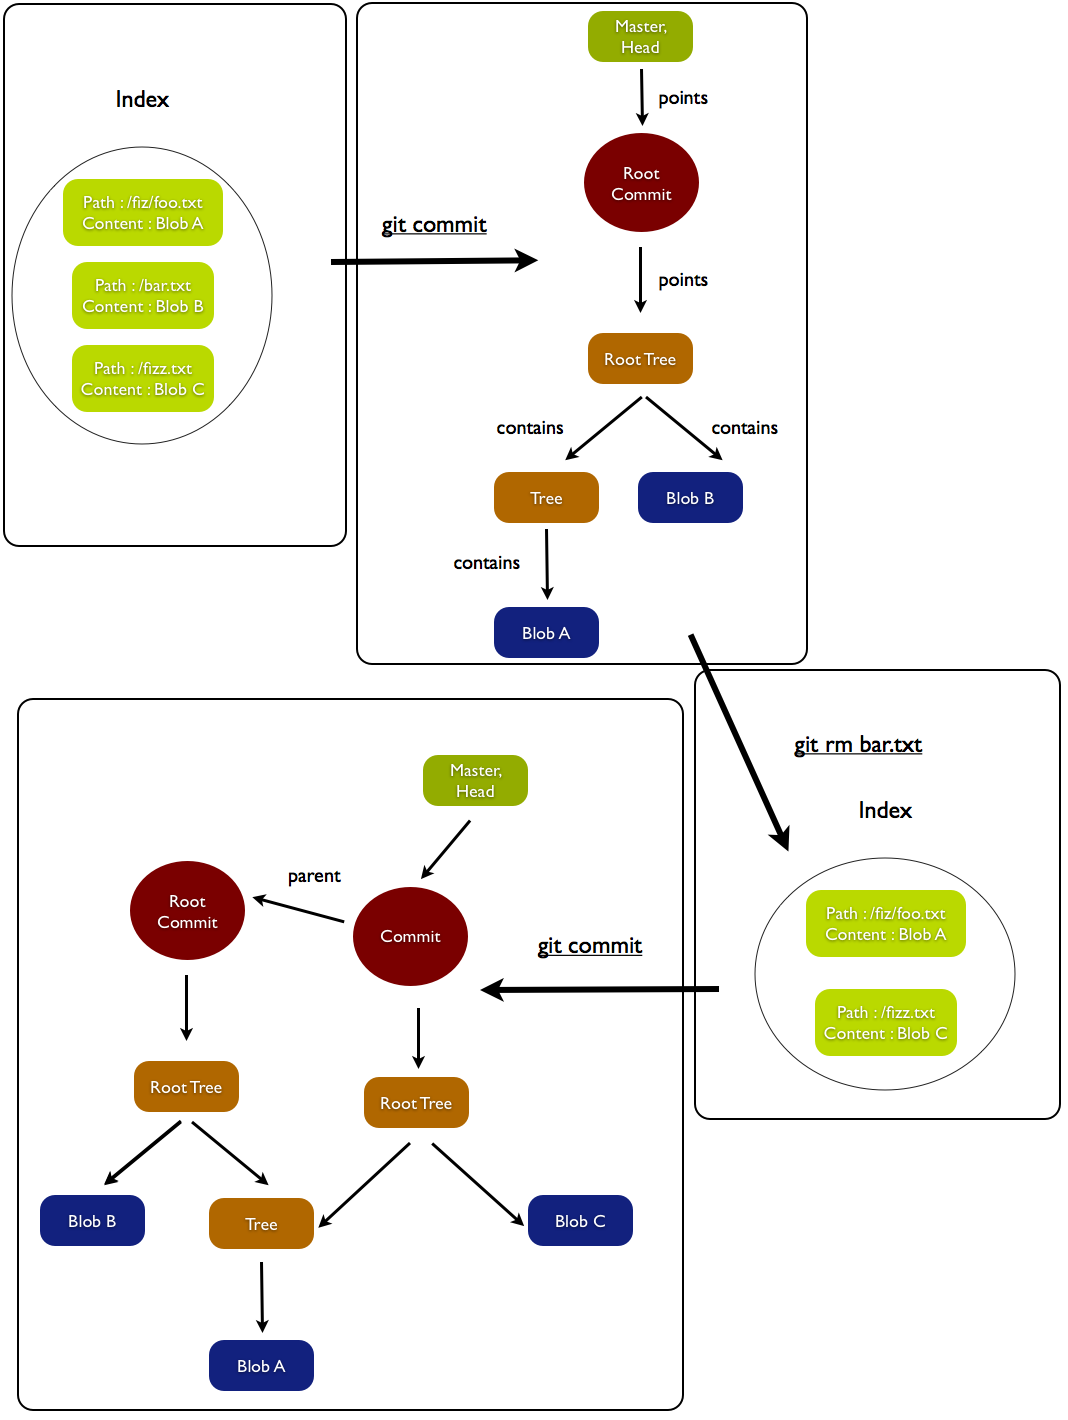 Index
Path : /fiz/foo.txt
Content : Blob A
Path : /bar.txt
Content : Blob B
Path : /fizz.txt
Content : Blob C
git commit
Master,
Head
points
Root
Commit
points
Root Tree
contains
contains
Tree
Blob B
contains
Blob A
git rm bar.txt
Index
Path : /fiz/foo.txt
Content : Blob A
Path : /fizz.txt
Content : Blob C
git commit
Master,
Head
parent
Root
Commit
Commit
Root Tree
Root Tree
Blob B
Tree
Blob C
Blob A